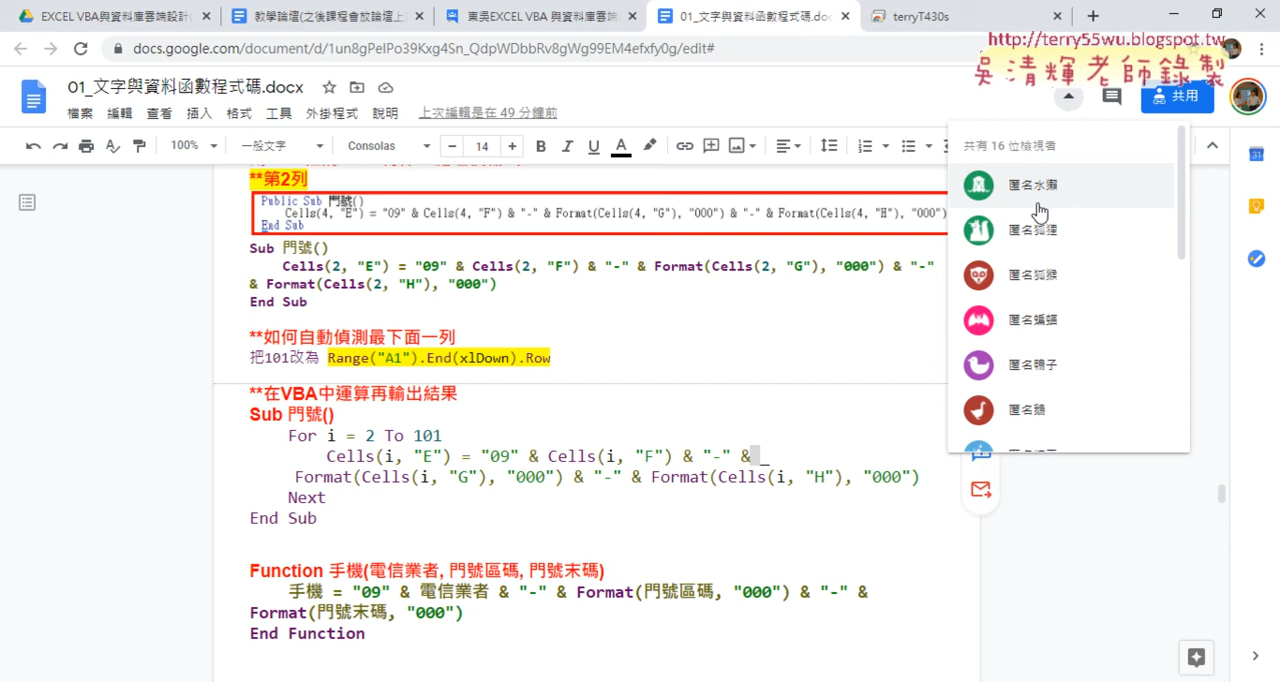 EXCEL VBA與資料庫雲端設計
教學論壇(之後課程會放論壇上
東吳EXCEL VBA 與資料庫雲端
01_文字與資料函數程式碼.docx
terryT430s
docs.google.com/document/d/1un8gPelPo39Kxg4Sn_QdpWDbbRv8gWg99EM4efxfy0g/edit#
http://terry55wu.blogspot.tw
吳清輝老師錄製
01_文字與資料函數程式碼.docx
檔案 編輯 查看 插入 格式 工具 外掛程式 說明 上次編輯是在 49 分鐘前
共用
100% 一般文字 Consolas 14
共有 16 位檢視者
匿名水獺
匿名狐狸
匿名狐猴
匿名蝙蝠
匿名鴨子
匿名鵝
**第2列
Public Sub 門號()
Cells(4, "E") = "09" & Cells(4, "F") & "-" & Format(Cells(4, "G"), "000") & "-" & Format(Cells(4, "H"), "000")
End Sub
Sub 門號()
Cells(2, "E") = "09" & Cells(2, "F") & "-" & Format(Cells(2, "G"), "000") & "-"
& Format(Cells(2, "H"), "000")
End Sub
**如何自動偵測最下面一列
把101改為 Range("A1").End(xlDown).Row
**在VBA中運算再輸出結果
Sub 門號()
For i = 2 To 101
Cells(i, "E") = "09" & Cells(i, "F") & "-" & _
Format(Cells(i, "G"), "000") & "-" & Format(Cells(i, "H"), "000")
Next
End Sub
Function 手機(電信業者, 門號區碼, 門號末碼)
手機 = "09" & 電信業者 & "-" & Format(門號區碼, "000") & "-" &
Format(門號末碼, "000")
End Function